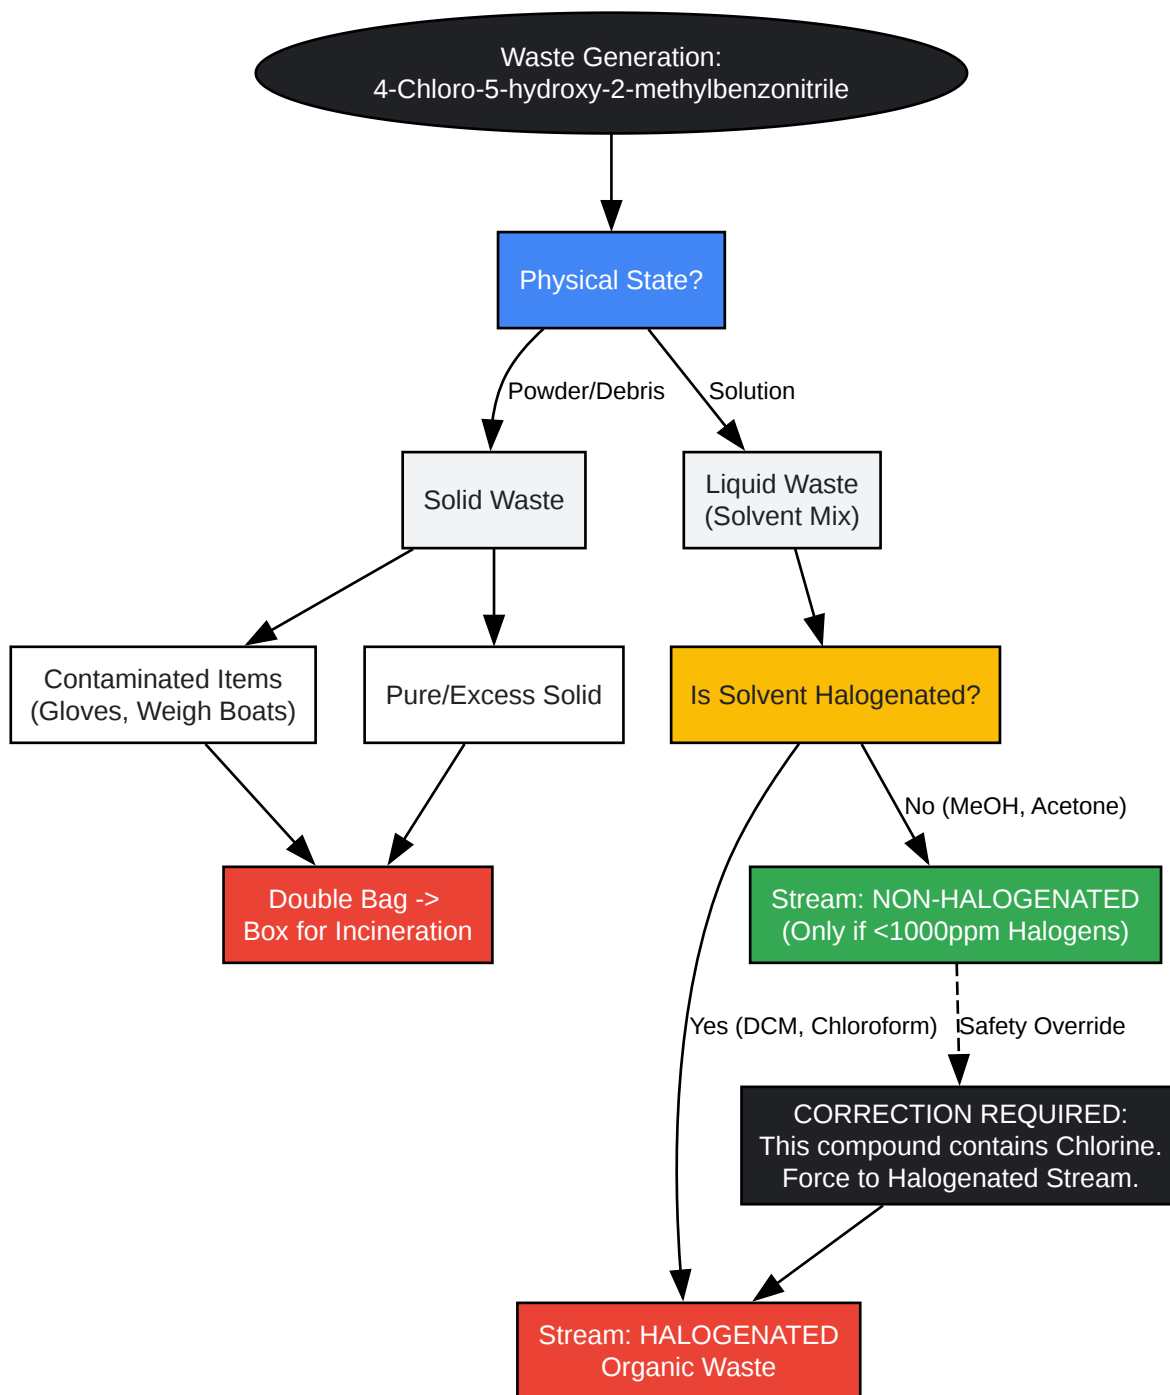 Waste Generation:
4-Chloro-5-hydroxy-2-methylbenzonitrile
Physical State?
Powder/Debris
Solution
Solid Waste
Liquid Waste
(Solvent Mix)
Contaminated Items
(Gloves, Weigh Boats)
Pure/Excess Solid
Is Solvent Halogenated?
No (MeOH, Acetone)
Double Bag ->
Box for Incineration
Stream: NON-HALOGENATED
(Only if <1000ppm Halogens)
Yes (DCM, Chloroform)
Safety Override
CORRECTION REQUIRED:
This compound contains Chlorine.
Force to Halogenated Stream.
Stream: HALOGENATED
Organic Waste